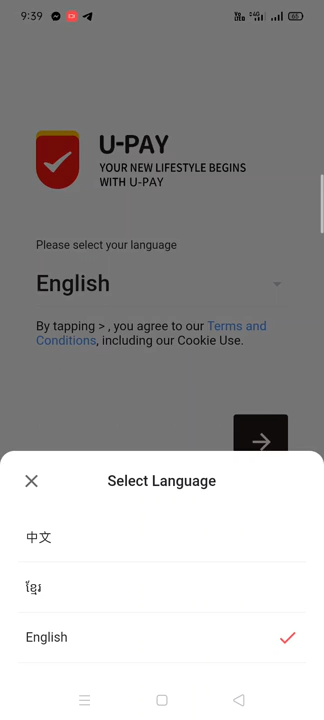 9:39
U-PAY
YOUR NEW LIFESTYLE BEGINS
WITH U-PAY
Please select your language
English
By tapping > , you agree to our Terms and
Conditions, including our Cookie Use.
Select Language
中文
ខ្មែរ
English